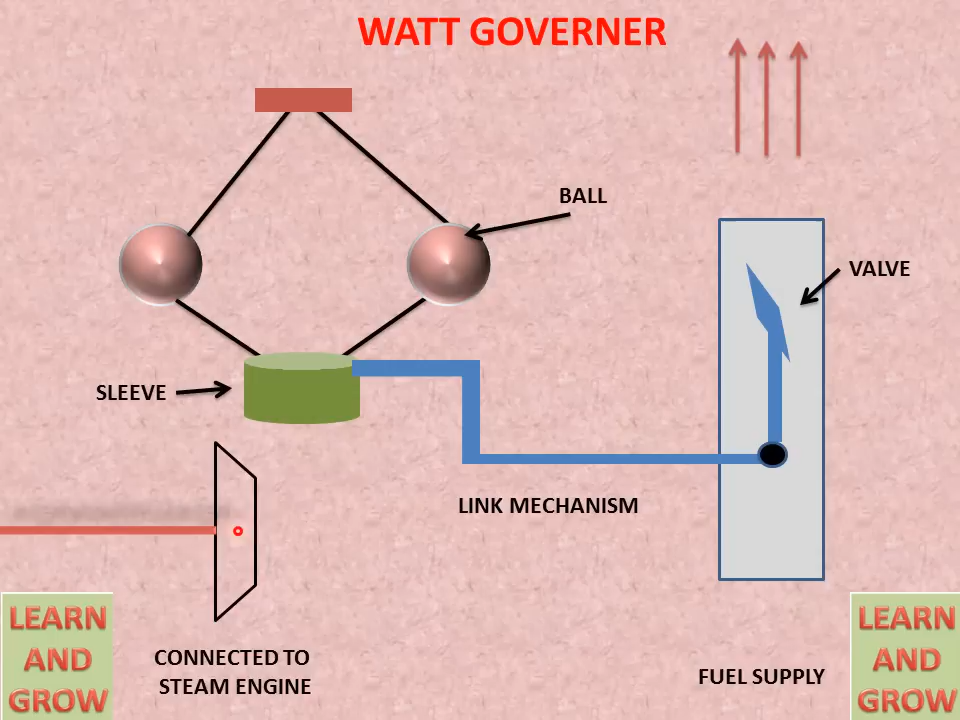 WATT GOVERNER
BALL
VALVE
SLEEVE
LINK MECHANISM
LEARN
AND
GROW
CONNECTED TO
STEAM ENGINE
FUEL SUPPLY
LEARN
AND
GROW